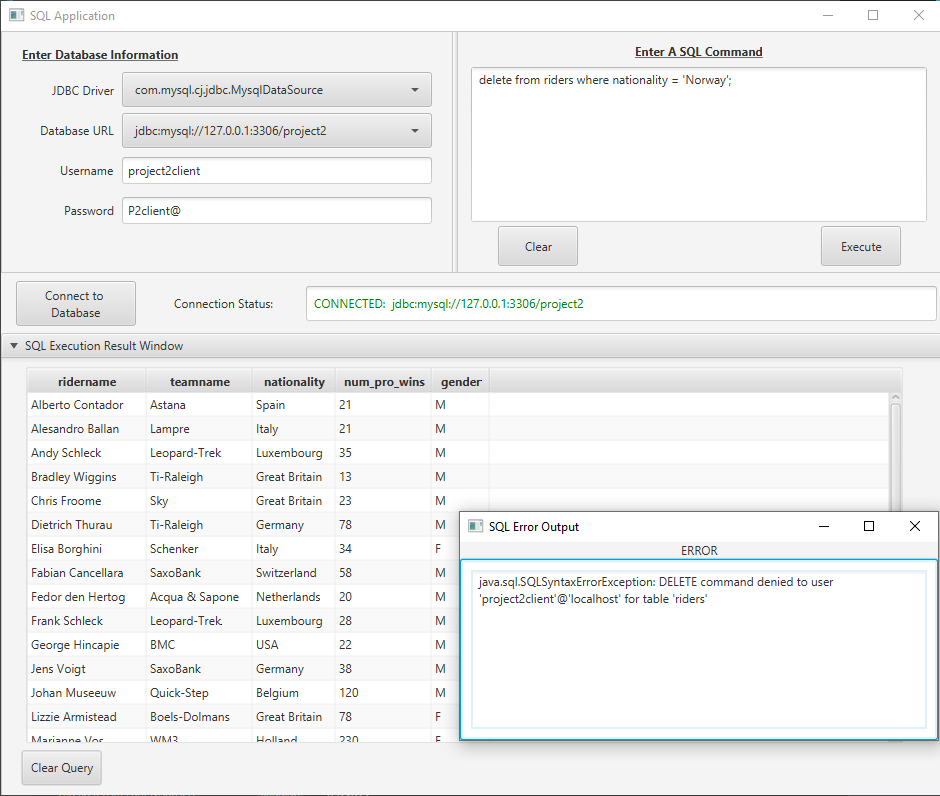 SQL Application
Enter Database Information
JDBC Driver
com.mysql.cj.jdbc.MysqlDataSource
Database URL
jdbc:mysql://127.0.0.1:3306/project2
Username
project2client
Password
P2client@
Enter A SQL Command
delete from riders where nationality = 'Norway';
Clear
Execute
Connect to
Database
Connection Status:
CONNECTED: jdbc:mysql://127.0.0.1:3306/project2
SQL Execution Result Window
ridername teamname nationality num_pro_wins gender
Alberto Contador Astana Spain 21 M
Alesandro Ballan Lampre Italy 21 M
Andy Schleck Leopard-Trek Luxembourg 35 M
Bradley Wiggins Ti-Raleigh Great Britain 13 M
Chris Froome Sky Great Britain 23 M
Dietrich Thurau Ti-Raleigh Germany 78 M
Elisa Borghini Schenker Italy 34 F
Fabian Cancellara SaxoBank Switzerland 58 M
Fedor den Hertog Acqua & Sapone Netherlands 20 M
Frank Schleck Leopard-Trek Luxembourg 28 M
George Hincapie BMC USA 22 M
Jens Voigt SaxoBank Germany 38 M
Johan Museeuw Quick-Step Belgium 120 M
Lizzie Armistead Boels-Dolmans Great Britain 78 F
Marianne Vos WM3 Holland 230 F
SQL Error Output
ERROR
java.sql.SQLSyntaxErrorException: DELETE command denied to user
'project2client'@'localhost' for table 'riders'
Clear Query